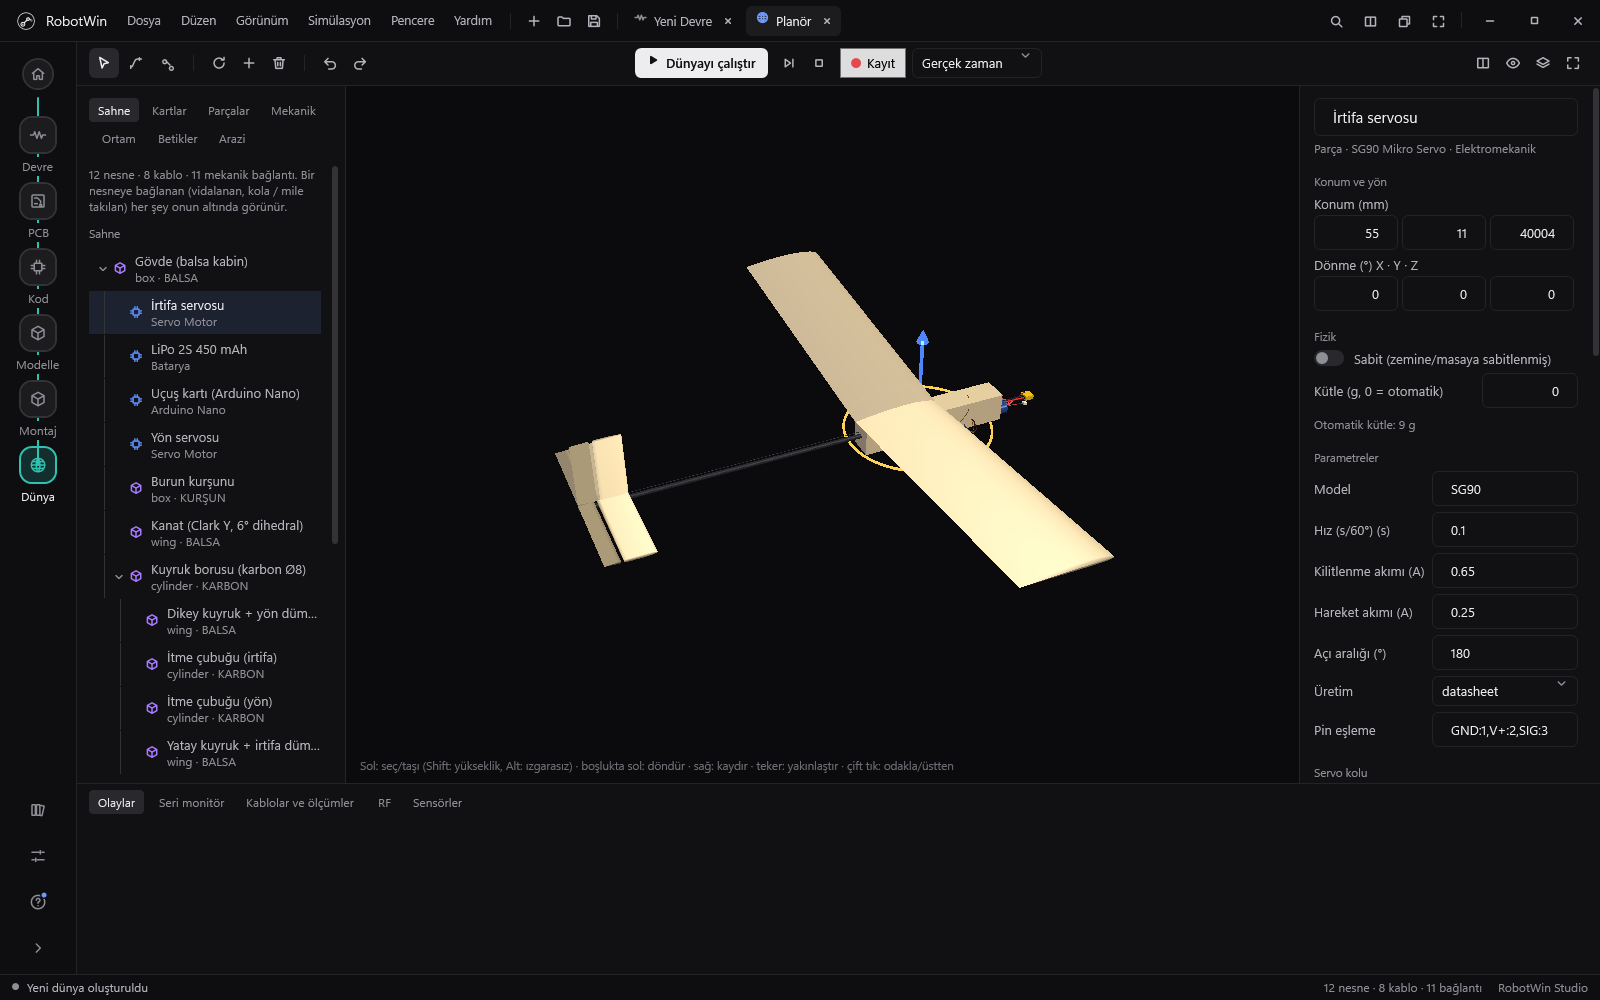 RobotWin Dosya Düzen Görünüm Simülasyon Pencere Yardım Yeni Devre Planör
Dünyayı çalıştır Kayıt Gerçek zaman
Devre
PCB
Kod
Modelle
Montaj
Dünya
Sahne Kartlar Parçalar Mekanik
Ortam Betikler Arazi
12 nesne · 8 kablo · 11 mekanik bağlantı. Bir
nesneye bağlanan (vidalanan, kola / mile
takılan) her şey onun altında görünür.
Sahne
Gövde (balsa kabin)
box · BALSA
İrtifa servosu
Servo Motor
LiPo 2S 450 mAh
Batarya
Uçuş kartı (Arduino Nano)
Arduino Nano
Yön servosu
Servo Motor
Burun kurşunu
box · KURŞUN
Kanat (Clark Y, 6° dihedral)
wing · BALSA
Kuyruk borusu (karbon Ø8)
cylinder · KARBON
Dikey kuyruk + yön düm...
wing · BALSA
İtme çubuğu (irtifa)
cylinder · KARBON
İtme çubuğu (yön)
cylinder · KARBON
Yatay kuyruk + irtifa düm...
wing · BALSA
Sol: seç/taşı (Shift: yükseklik, Alt: ızgarasız) · boşlukta sol: döndür · sağ: kaydır · teker: yakınlaştır · çift tık: odakla/üstten
İrtifa servosu
Parça · SG90 Mikro Servo · Elektromekanik
Konum ve yön
Konum (mm)
55 11 40004
Dönme (°) X · Y · Z
0 0 0
Fizik
Sabit (zemine/masaya sabitlenmiş)
Kütle (g, 0 = otomatik) 0
Otomatik kütle: 9 g
Parametreler
Model SG90
Hız (s/60°) (s) 0.1
Kilitlenme akımı (A) 0.65
Hareket akımı (A) 0.25
Açı aralığı (°) 180
Üretim datasheet
Pin eşleme GND:1,V+:2,SIG:3
Servo kolu
Olaylar Seri monitör Kablolar ve ölçümler RF Sensörler
Yeni dünya oluşturuldu 12 nesne · 8 kablo · 11 bağlantı RobotWin Studio